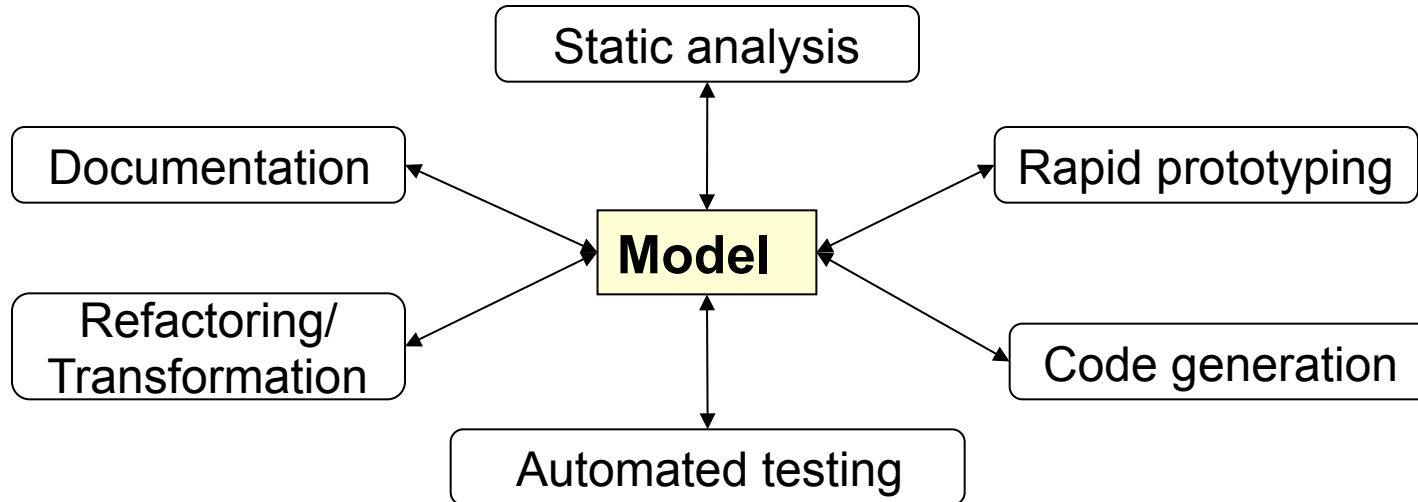 Static analysis
Documentation
Rapid prototyping
Model
Refactoring/
Transformation
Code generation
Automated testing